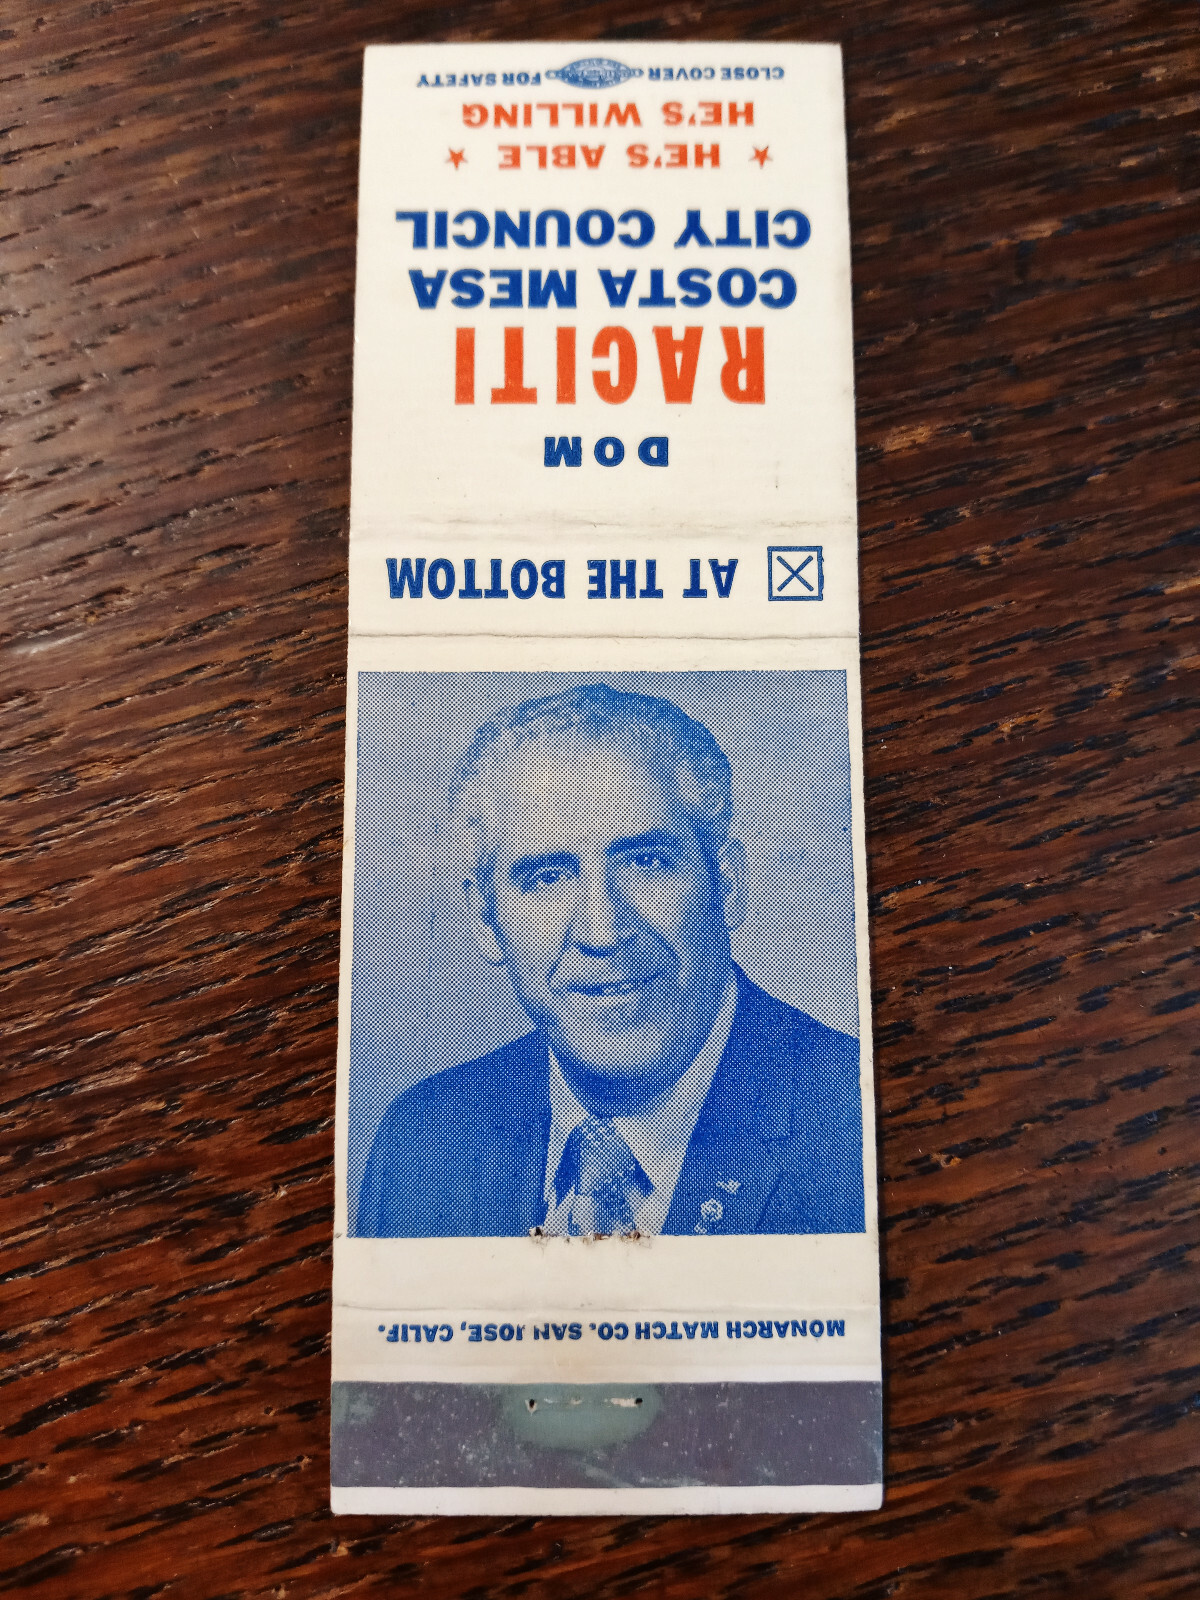 MONARCH MATCH CO. SAN JOSE, CALIF.
☒ AT THE BOTTOM
DOM
RACITI
COSTA MESA
CITY COUNCIL
★ HE'S ABLE ★
HE'S WILLING
CLOSE COVER FOR SAFETY